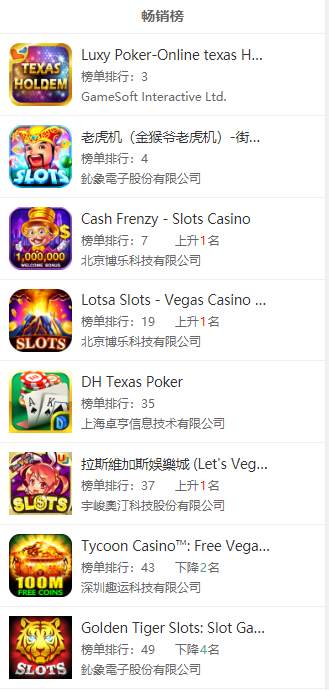 畅销榜
TEXAS
HOLDEM
Luxy Poker-Online texas H...
榜单排行：3
GameSoft Interactive Ltd.
SLOTS
老虎机（金猴爷老虎机）-街...
榜单排行：4
鈊象電子股份有限公司
1,000,000
WELCOME BONUS
Cash Frenzy - Slots Casino
榜单排行：7 上升1名
北京博乐科技有限公司
SLOTS
Lotsa Slots - Vegas Casino ...
榜单排行：19 上升1名
北京博乐科技有限公司
A K
D
DH Texas Poker
榜单排行：35
上海卓亨信息技术有限公司
SLOTS
拉斯維加斯娛樂城 (Let's Veg...
榜单排行：37 上升1名
宇峻奧汀科技股份有限公司
100M
FREE COINS
Tycoon Casino™: Free Vega...
榜单排行：43 下降2名
深圳趣运科技有限公司
SLOTS
Golden Tiger Slots: Slot Ga...
榜单排行：49 下降4名
鈊象電子股份有限公司